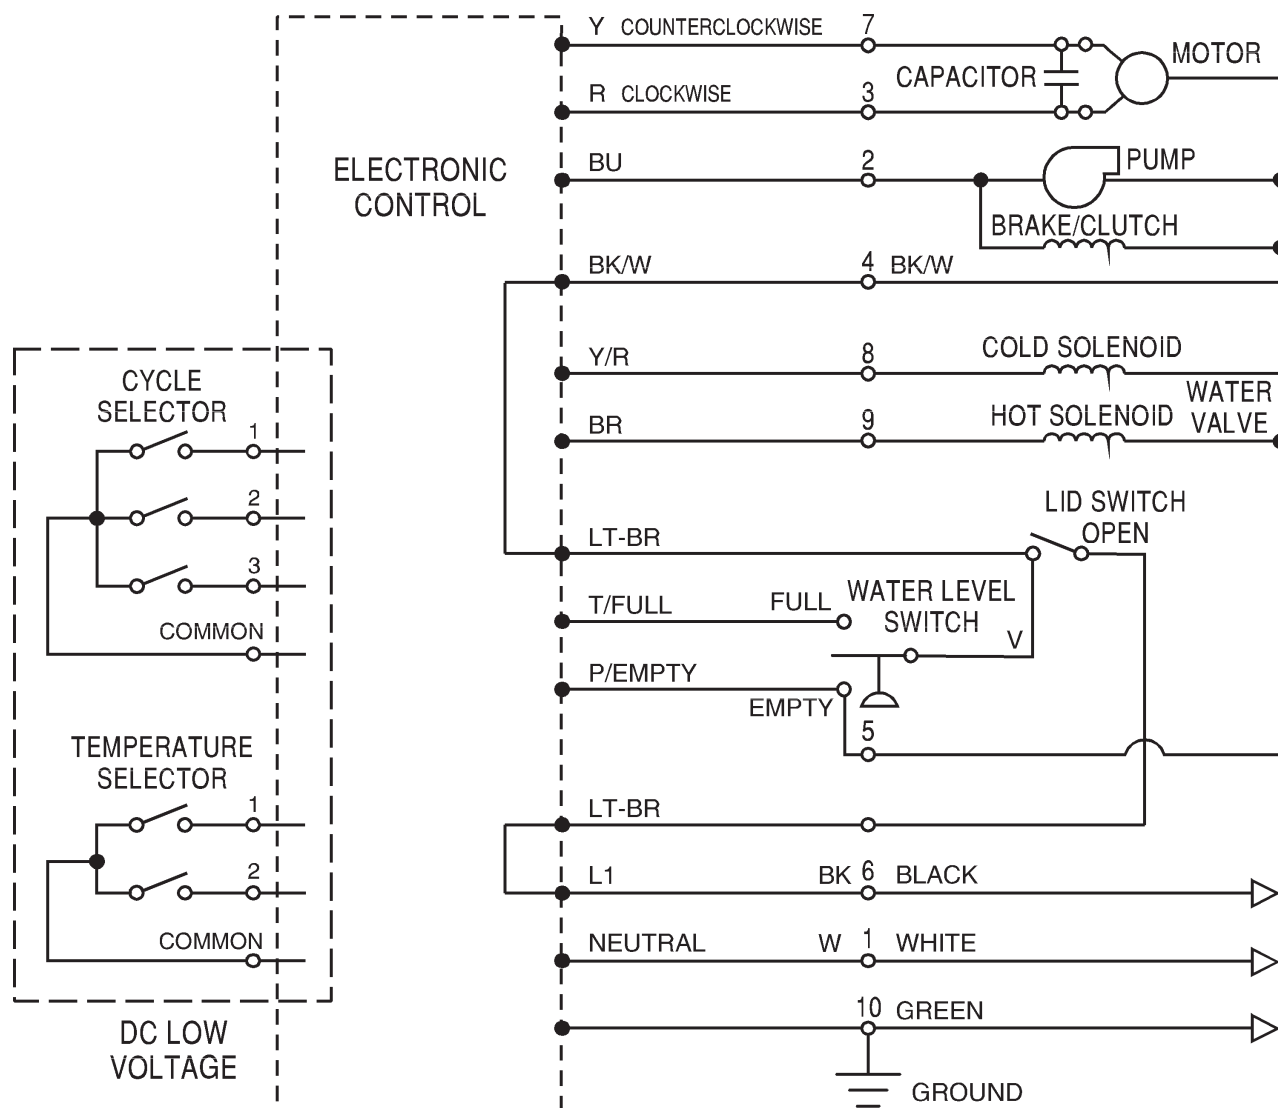 Y COUNTERCLOCKWISE 7
MOTOR
CAPACITOR
R CLOCKWISE 3
ELECTRONIC
CONTROL
BU 2
PUMP
BRAKE/CLUTCH
BK/W 4 BK/W
Y/R 8 COLD SOLENOID
WATER
VALVE
BR 9 HOT SOLENOID
CYCLE
SELECTOR
1
2
3
COMMON
LID SWITCH
OPEN
LT-BR
T/FULL FULL
WATER LEVEL
SWITCH
V
P/EMPTY
EMPTY
5
TEMPERATURE
SELECTOR
1
2
COMMON
LT-BR
L1 BK 6 BLACK
NEUTRAL W 1 WHITE
10 GREEN
DC LOW
VOLTAGE
GROUND